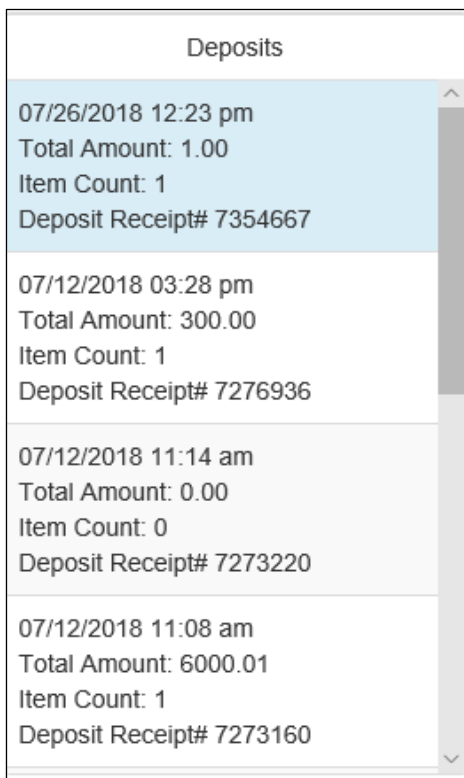 Deposits
07/26/2018 12:23 pm
Total Amount: 1.00
Item Count: 1
Deposit Receipt# 7354667
07/12/2018 03:28 pm
Total Amount: 300.00
Item Count: 1
Deposit Receipt# 7276936
07/12/2018 11:14 am
Total Amount: 0.00
Item Count: 0
Deposit Receipt# 7273220
07/12/2018 11:08 am
Total Amount: 6000.01
Item Count: 1
Deposit Receipt# 7273160